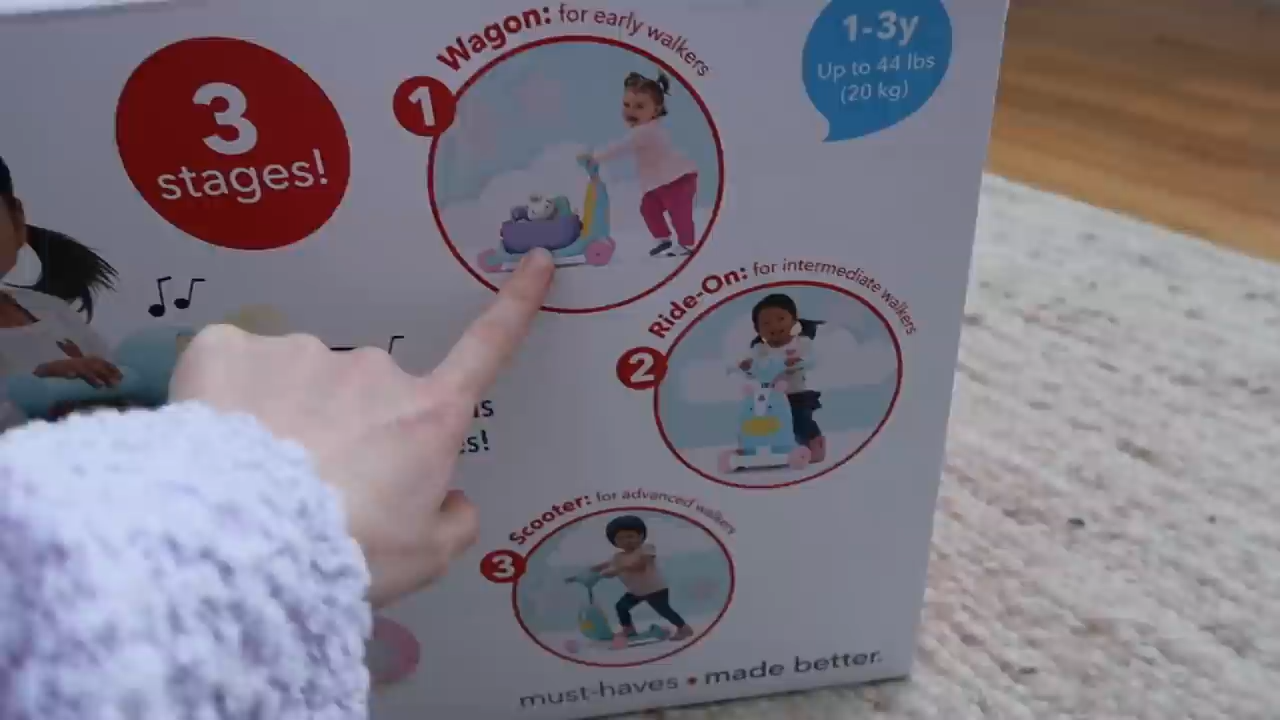 3
stages!
1
Wagon: for early walkers
1-3y
Up to 44 lbs
(20 kg)
2
Ride-On: for intermediate walkers
3
Scooter: for advanced walkers
must-haves • made better.